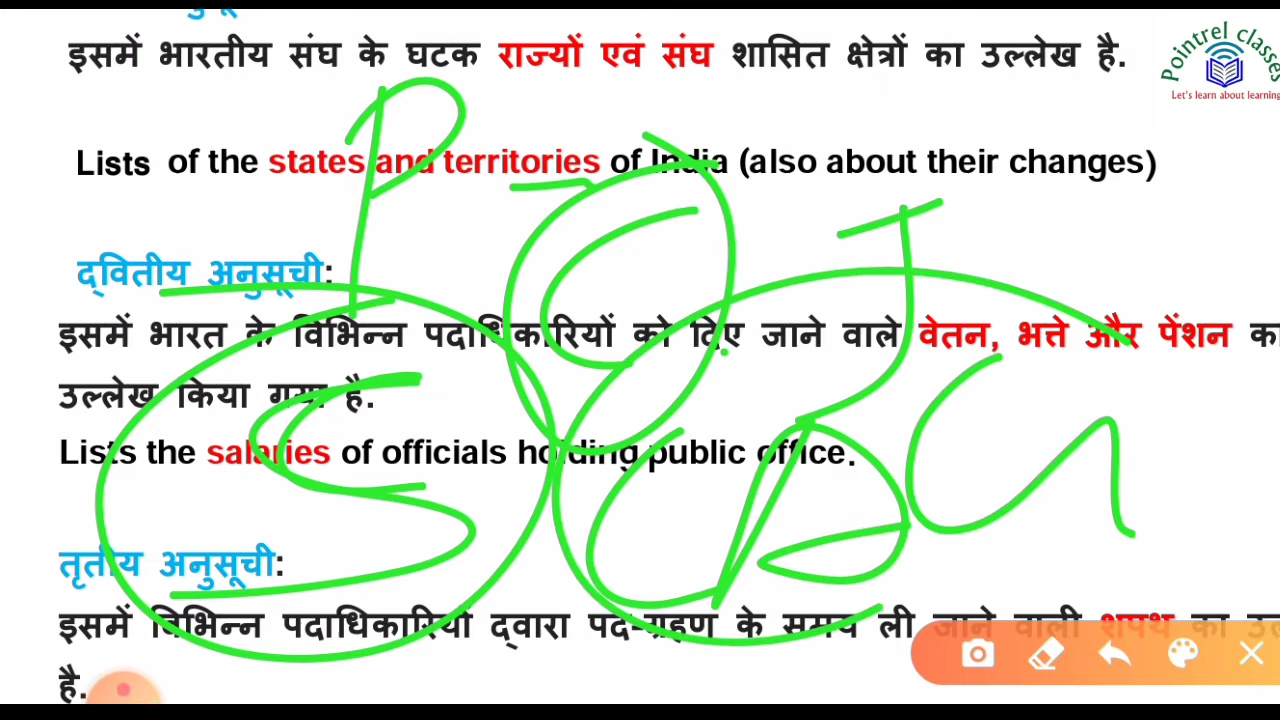 इसमें भारतीय संघ के घटक राज्यों एवं संघ शासित क्षेत्रों का उल्लेख है.
Pointrel classes
Let's learn about learning
Lists of the states and territories of India (also about their changes)
द्वितीय अनुसूची:
इसमें भारत के विभिन्न पदाधिकारियों को दिए जाने वाले वेतन, भत्ते और पेंशन का
उल्लेख किया गया है.
Lists the salaries of officials holding public office.
तृतीय अनुसूची:
इसमें विभिन्न पदाधिकारियों द्वारा पद-ग्रहण के समय ली जाने वाली शपथ का
है.